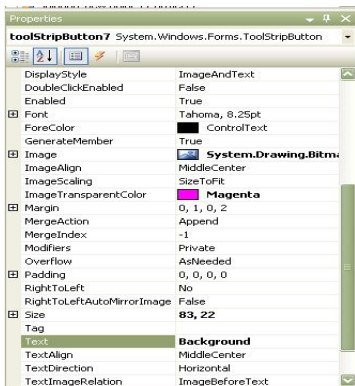 Properties
toolStripButton7 System.Windows.Forms.ToolStripButton
DisplayStyle ImageAndText
DoubleClickEnabled False
Enabled True
Font Tahoma, 8.25pt
ForeColor ControlText
GenerateMember True
Image System.Drawing.Bitma
ImageAlign MiddleCenter
ImageScaling SizeToFit
ImageTransparentColor Magenta
Margin 0, 1, 0, 2
MergeAction Append
MergeIndex -1
Modifiers Private
Overflow AsNeeded
Padding 0, 0, 0, 0
RightToLeft No
RightToLeftAutoMirrorImage False
Size 83, 22
Tag
Text Background
TextAlign MiddleCenter
TextDirection Horizontal
TextImageRelation ImageBeforeText